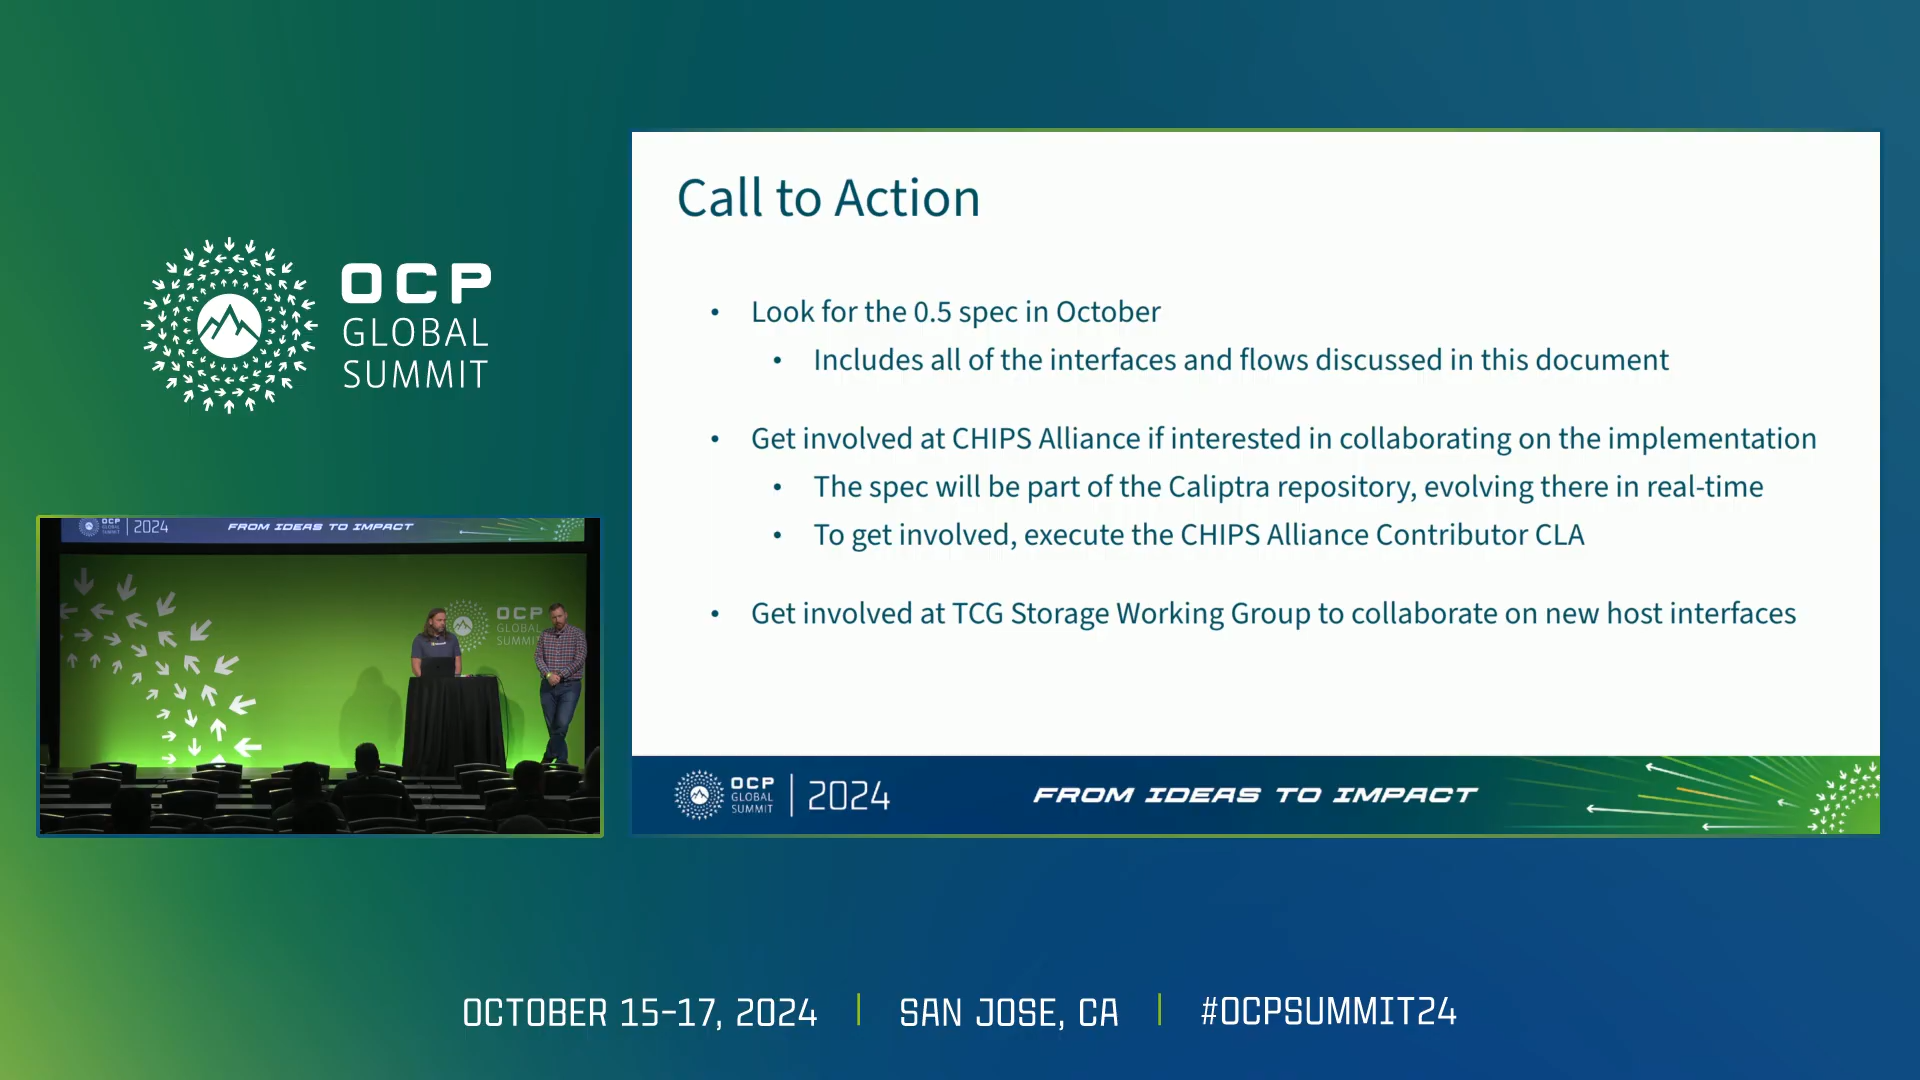 OCP
GLOBAL
SUMMIT
Call to Action
• Look for the 0.5 spec in October
• Includes all of the interfaces and flows discussed in this document
• Get involved at CHIPS Alliance if interested in collaborating on the implementation
• The spec will be part of the Caliptra repository, evolving there in real-time
• To get involved, execute the CHIPS Alliance Contributor CLA
• Get involved at TCG Storage Working Group to collaborate on new host interfaces
OCP
GLOBAL
SUMMIT
2024
FROM IDEAS TO IMPACT
OCP
GLOBAL
SUMMIT
2024
FROM IDEAS TO IMPACT
OCP
GLOBAL
SUMMIT
OCTOBER 15-17, 2024 | SAN JOSE, CA | #OCPSUMMIT24